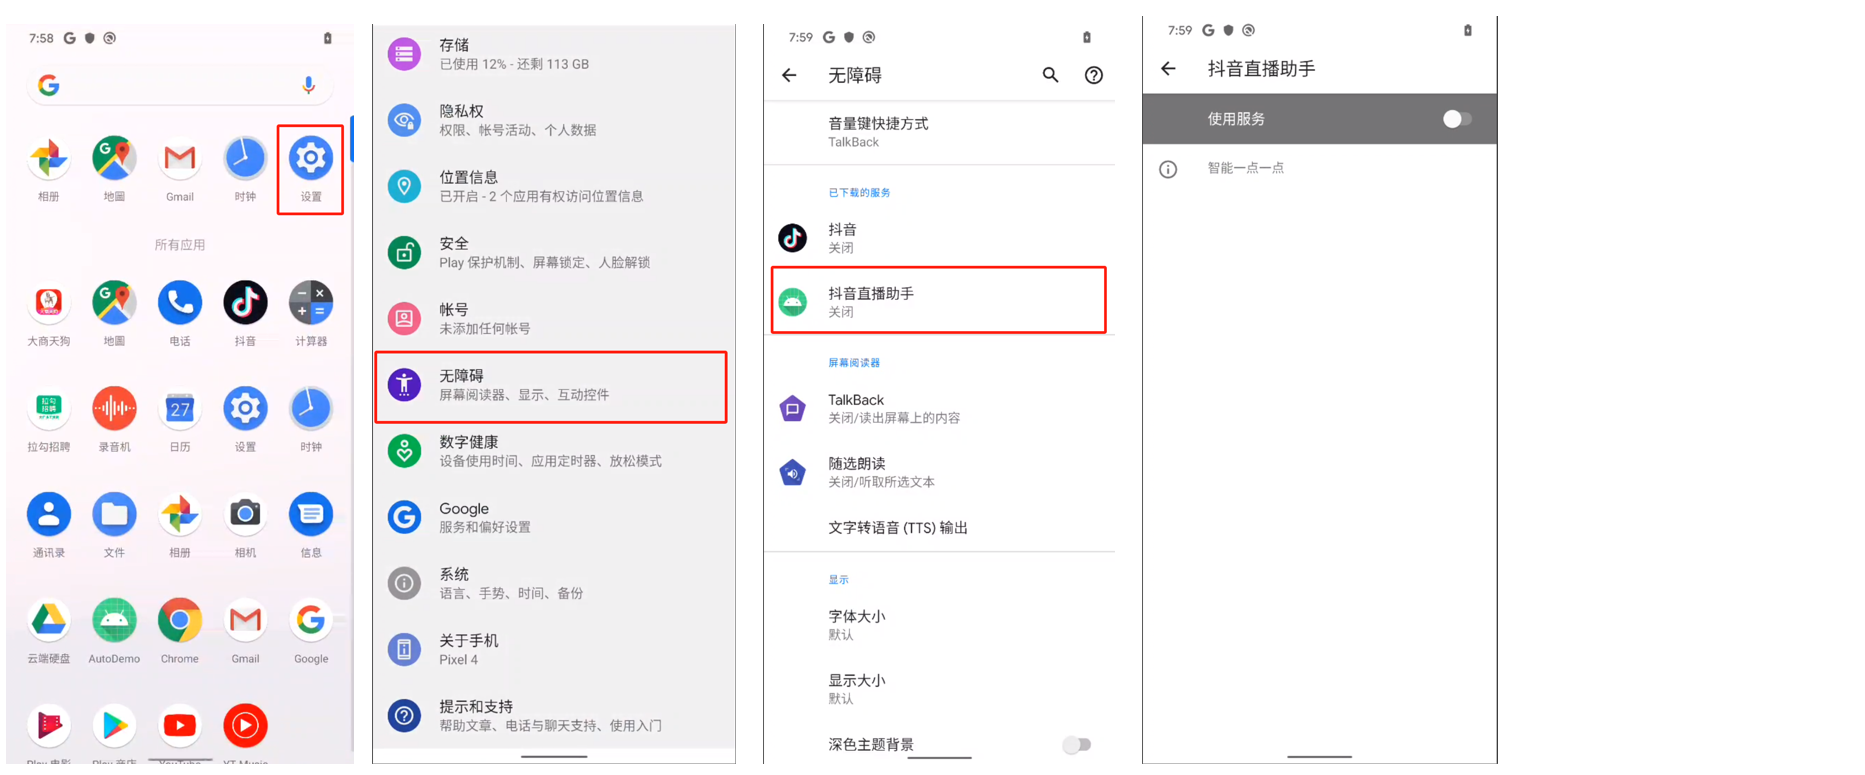 7:58
相册
地圖
Gmail
时钟
设置
所有应用
大商天狗
地圖
电话
抖音
计算器
拉勾招聘
27
拉勾招聘
录音机
日历
设置
时钟
通讯录
文件
相册
相机
信息
云端硬盘
AutoDemo
Chrome
Gmail
Google
存储
已使用 12% - 还剩 113 GB
隐私权
权限、帐号活动、个人数据
位置信息
已开启 - 2 个应用有权访问位置信息
安全
Play 保护机制、屏幕锁定、人脸解锁
帐号
未添加任何帐号
无障碍
屏幕阅读器、显示、互动控件
数字健康
设备使用时间、应用定时器、放松模式
Google
服务和偏好设置
系统
语言、手势、时间、备份
关于手机
Pixel 4
提示和支持
帮助文章、电话与聊天支持、使用入门
7:59
无障碍
音量键快捷方式
TalkBack
已下载的服务
抖音
关闭
抖音直播助手
关闭
屏幕阅读器
TalkBack
关闭/读出屏幕上的内容
随选朗读
关闭/听取所选文本
文字转语音 (TTS) 输出
显示
字体大小
默认
显示大小
默认
深色主题背景
7:59
抖音直播助手
使用服务
智能一点一点